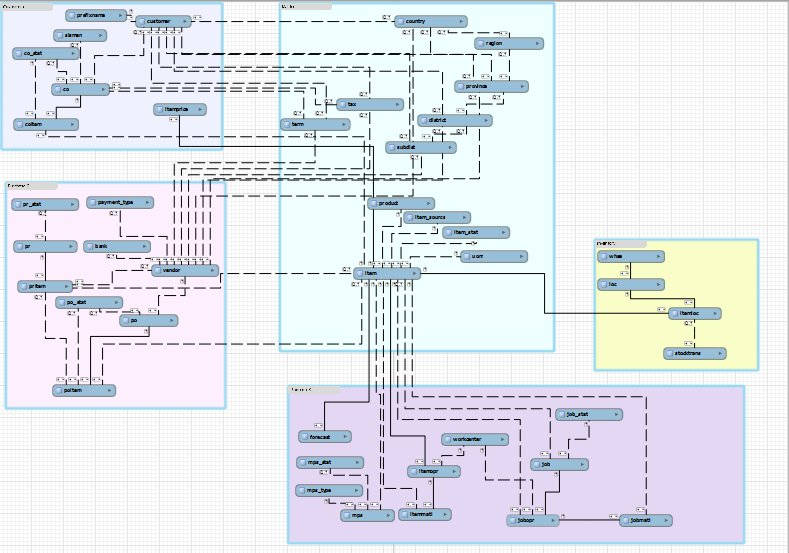 prefixname
customer
country
sleman
region
co_stat
province
co
itemprice
tax
district
coitem
term
subdist
pr_stat
payment_type
product
item_source
item_stat
pr
bank
uom
whse
vendor
item
loc
pritem
po_stat
itemloc
po
stocktrans
poitem
job_stat
forecast
workcenter
mps_stat
itemopr
job
mps_type
mps
itemmatl
jobopr
jobmatl